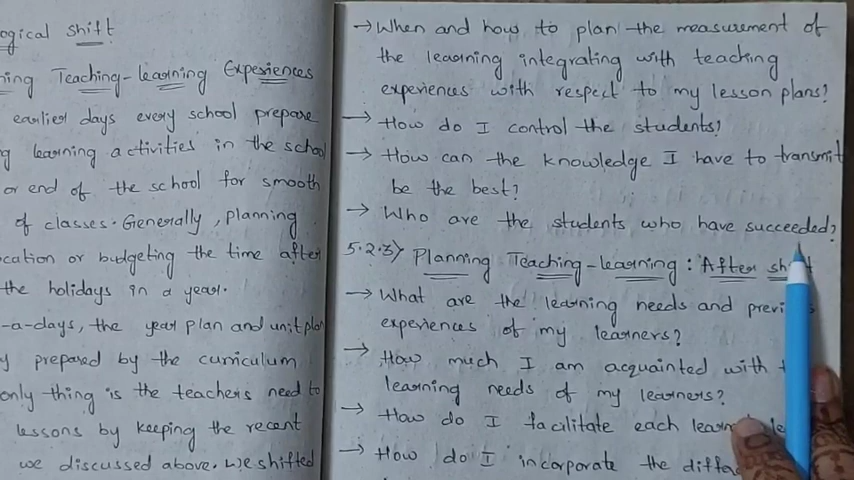 ogical shift
ing Teaching-learning Expesiences
earlier days every school prepare
g learning activities in the school
or end of the school for smooth
of classes. Generally, planning
cation or budgeting the time after
the holidays in a year.
-a-days, the year plan and unit plan
y prepared by the curriculum
only thing is the teachers need to
lessons by keeping the recent
we discussed above. We shifted
→ When and how to plan the measurement of
the learning integrating with teaching
experiences with respect to my lesson plans?
→ How do I control the students?
→ How can the knowledge I have to transmit
be the best?
→ Who are the students who have succeeded?
5.2.3) Planning Teaching-learning : After sh
→ What are the learning needs and previ s
experiences of my learners?
→ How much I am acquainted with t
learning needs of my learners?
→ How do I facilitate each learn
→ How do I incorporate the diffe